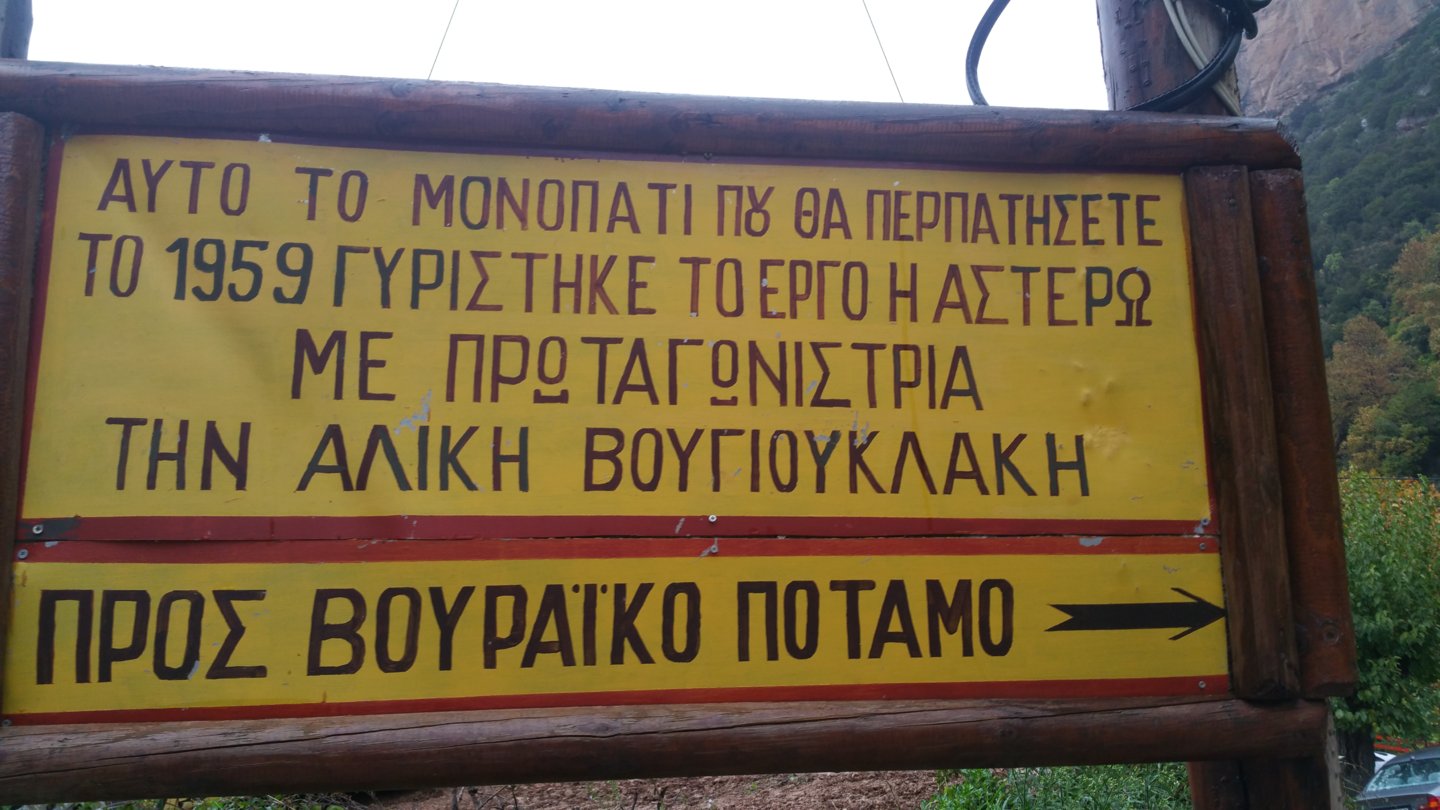 ΑΥΤΟ ΤΟ ΜΟΝΟΠΑΤΙ ΠȢ ΘΑ ΠΕΡΠΑΤΗΣΕΤΕ
ΤΟ 1959 ΓΥΡΙΣΤΗΚΕ ΤΟ ΕΡΓΟ Η ΑΣΤΕΡΩ
ΜΕ ΠΡΩΤΑΓΩΝΙΣΤΡΙΑ
ΤΗΝ ΑΛΙΚΗ ΒΟΥΓΙΟΥΚΛΑΚΗ
ΠΡΟΣ ΒΟΥΡΑΪΚΟ ΠΟΤΑΜΟ